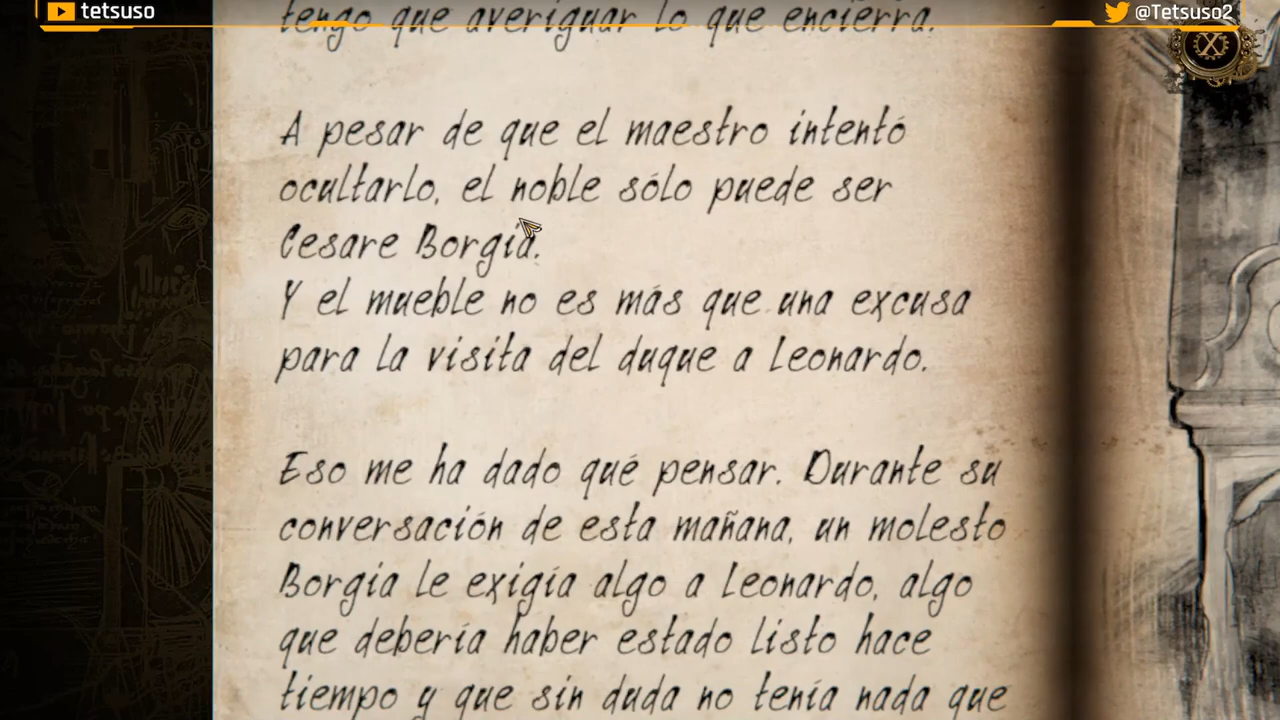 tetsuso
@Tetsuso2
tengo que averiguar lo que encierra.
A pesar de que el maestro intentó
ocultarlo, el noble sólo puede ser
Cesare Borgia.
Y el mueble no es más que una excusa
para la visita del duque a Leonardo.
Eso me ha dado qué pensar. Durante su
conversación de esta mañana, un molesto
Borgia le exigía algo a Leonardo, algo
que debería haber estado listo hace
tiempo y que sin duda no tenía nada que